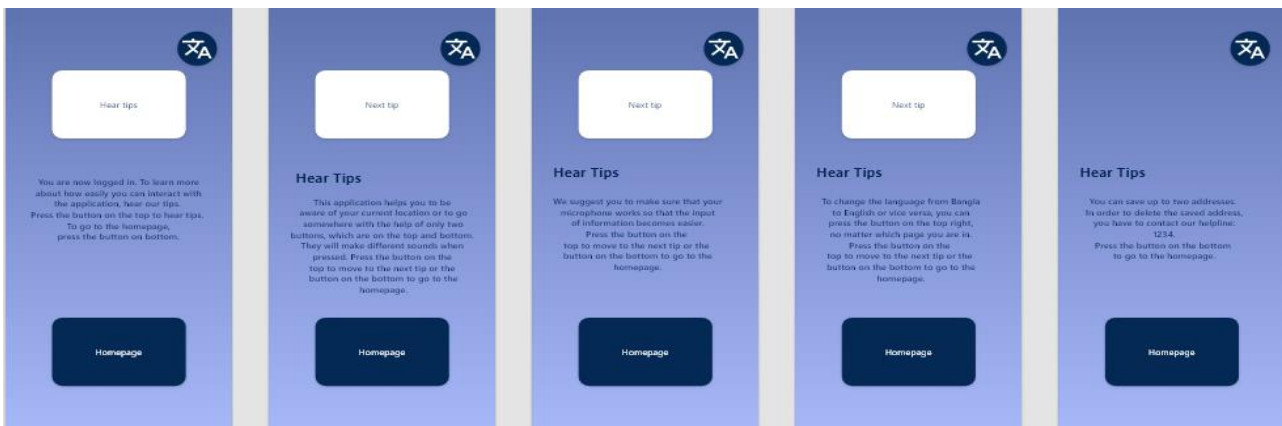 文A
Hear tips
You are now logged in. To learn more
about how easily you can interact with
the application, hear our tips.
Press the button on the top to hear tips.
To go to the homepage,
press the button on bottom.
Homepage
文A
Next tip
Hear Tips
This application helps you to be
aware of your current location or to go
somewhere with the help of only two
buttons, which are on the top and bottom.
They will make different sounds when
pressed. Press the button on the
top to move to the next tip or the
button on the bottom to go to the
homepage.
Homepage
文A
Next tip
Hear Tips
We suggest you to make sure that your
microphone works so that the input
of information becomes easier.
Press the button on the
top to move to the next tip or the
button on the bottom to go to the
homepage.
Homepage
文A
Next tip
Hear Tips
To change the language from Bangla
to English or vice versa, you can
press the button on the top right,
no matter which page you are in.
Press the button on the
top to move to the next tip or the
button on the bottom to go to the
homepage.
Homepage
文A
Hear Tips
You can save up to two addresses.
In order to delete the saved address,
you have to contact our helpline:
1234.
Press the button on the bottom
to go to the homepage.
Homepage